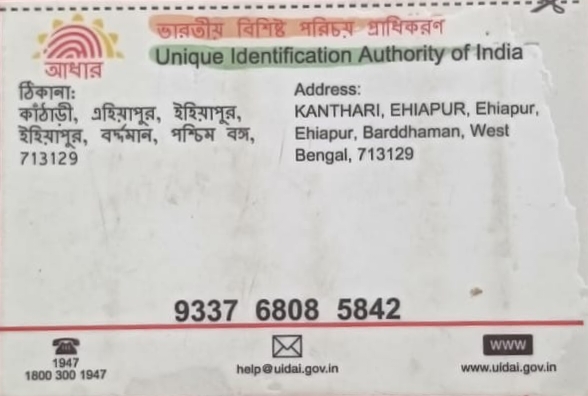 ভারতীয় বিশিষ্ট পরিচয় প্রাধিকরণ
Unique Identification Authority of India
আধার
ঠিকানা:
কাঁঠাড়ী, এহিয়াপুর, ইহিয়াপুর,
ইহিয়াপুর, বর্দ্দমান, পশ্চিম বঙ্গ,
713129
Address:
KANTHARI, EHIAPUR, Ehiapur,
Ehiapur, Barddhaman, West
Bengal, 713129
9337 6808 5842
1947
1800 300 1947
help@uidai.gov.in
www
www.uidai.gov.in